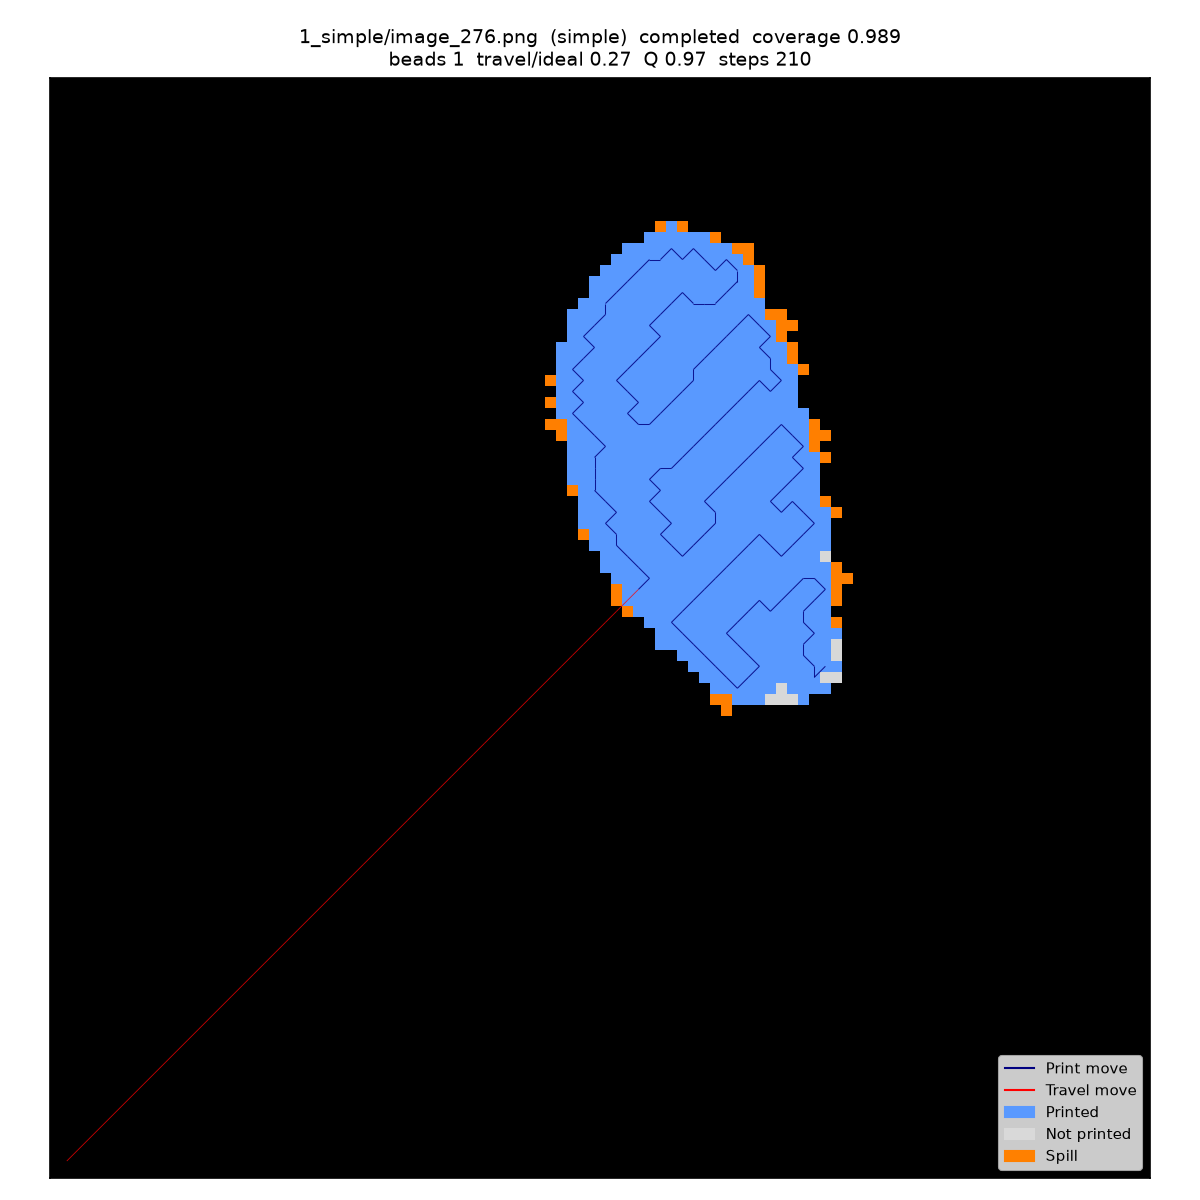 1_simple/image_276.png  (simple)  completed  coverage 0.989
beads 1  travel/ideal 0.27  Q 0.97  steps 210
Print move
Travel move
Printed
Not printed
Spill